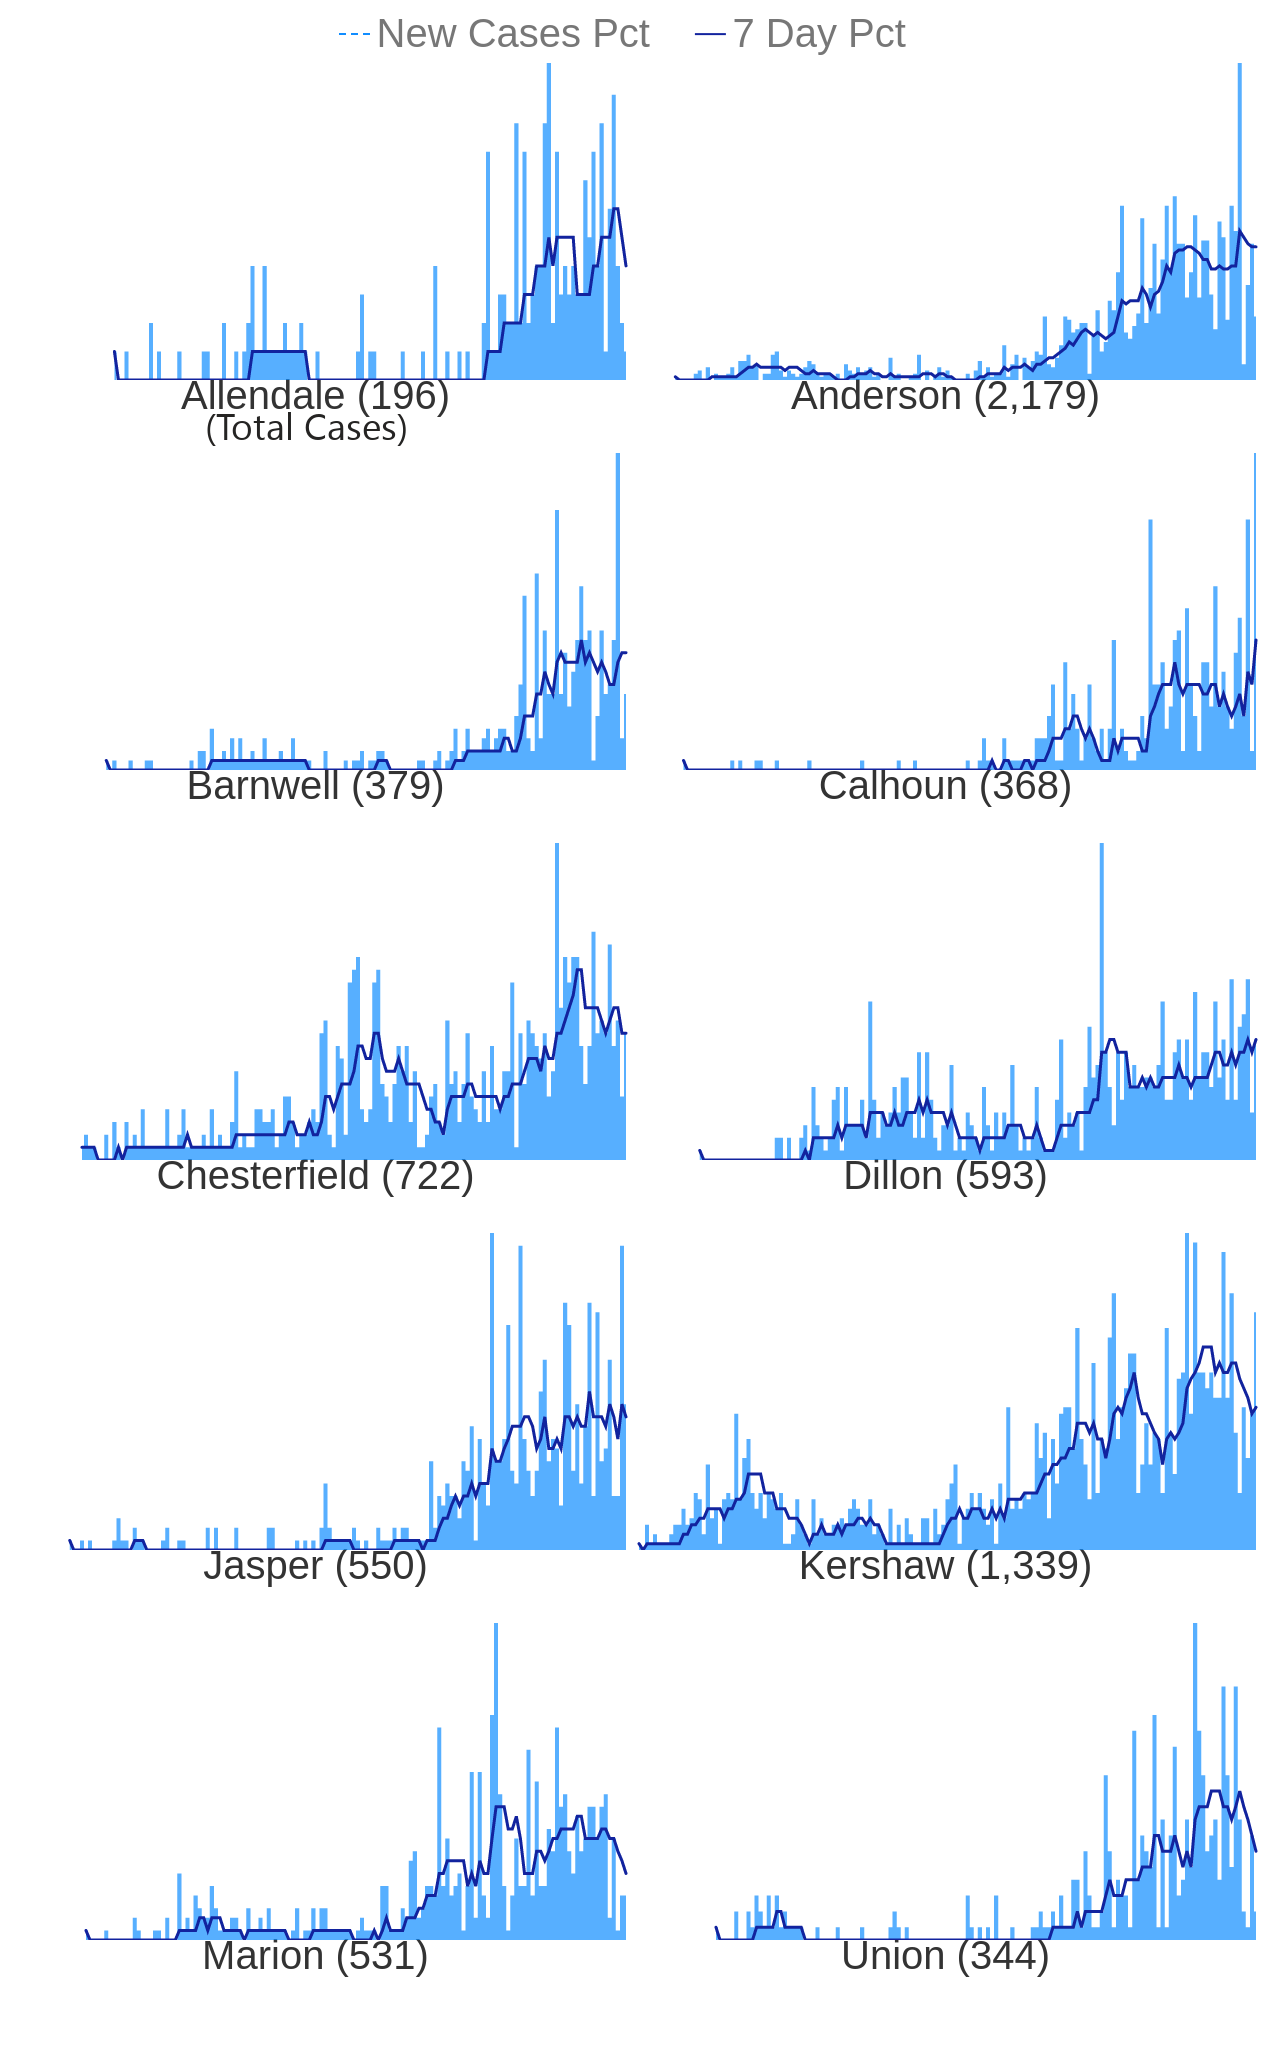 New Cases Pct 7 Day Pct
Allendale (196) Anderson (2,179)
(Total Cases)
Barnwell (379) Calhoun (368)
Chesterfield (722) Dillon (593)
Jasper (550) Kershaw (1,339)
Marion (531) Union (344)